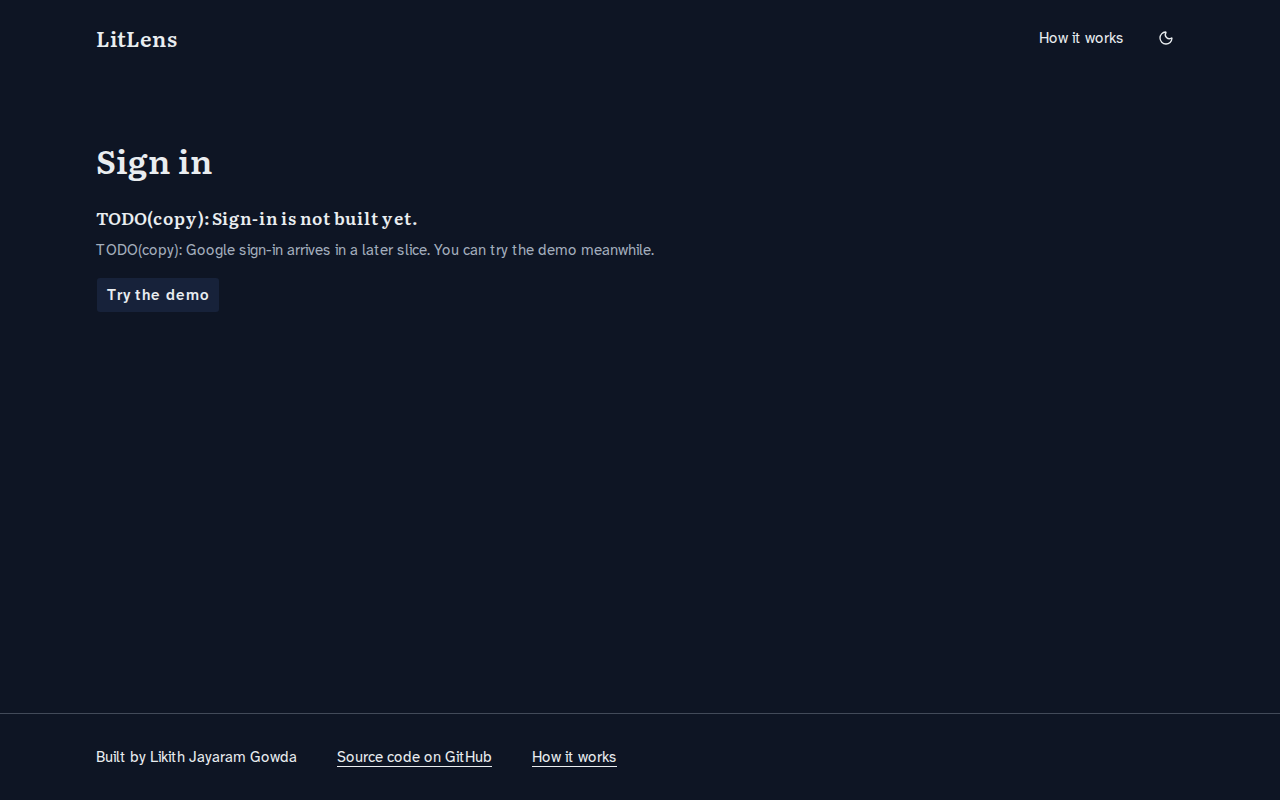 LitLens
How it works
Sign in
TODO(copy): Sign-in is not built yet.
TODO(copy): Google sign-in arrives in a later slice. You can try the demo meanwhile.
Try the demo
Built by Likith Jayaram Gowda
Source code on GitHub
How it works